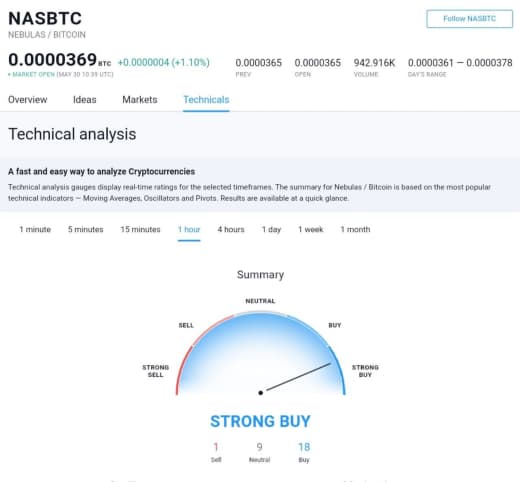 NASBTC
Follow NASBTC
NEBULAS / BITCOIN
0.0000369 BTC +0.0000004 (+1.10%)
0.0000365 0.0000365 942.916K 0.0000361 — 0.0000378
• MARKET OPEN (MAY 30 10:39 UTC)
PREV OPEN VOLUME DAY'S RANGE
Overview Ideas Markets Technicals
Technical analysis
A fast and easy way to analyze Cryptocurrencies
Technical analysis gauges display real-time ratings for the selected timeframes. The summary for Nebulas / Bitcoin is based on the most popular
technical indicators — Moving Averages, Oscillators and Pivots. Results are available at a quick glance.
1 minute 5 minutes 15 minutes 1 hour 4 hours 1 day 1 week 1 month
Summary
NEUTRAL
SELL BUY
STRONG
SELL
STRONG
BUY
STRONG BUY
1 9 18
Sell Neutral Buy